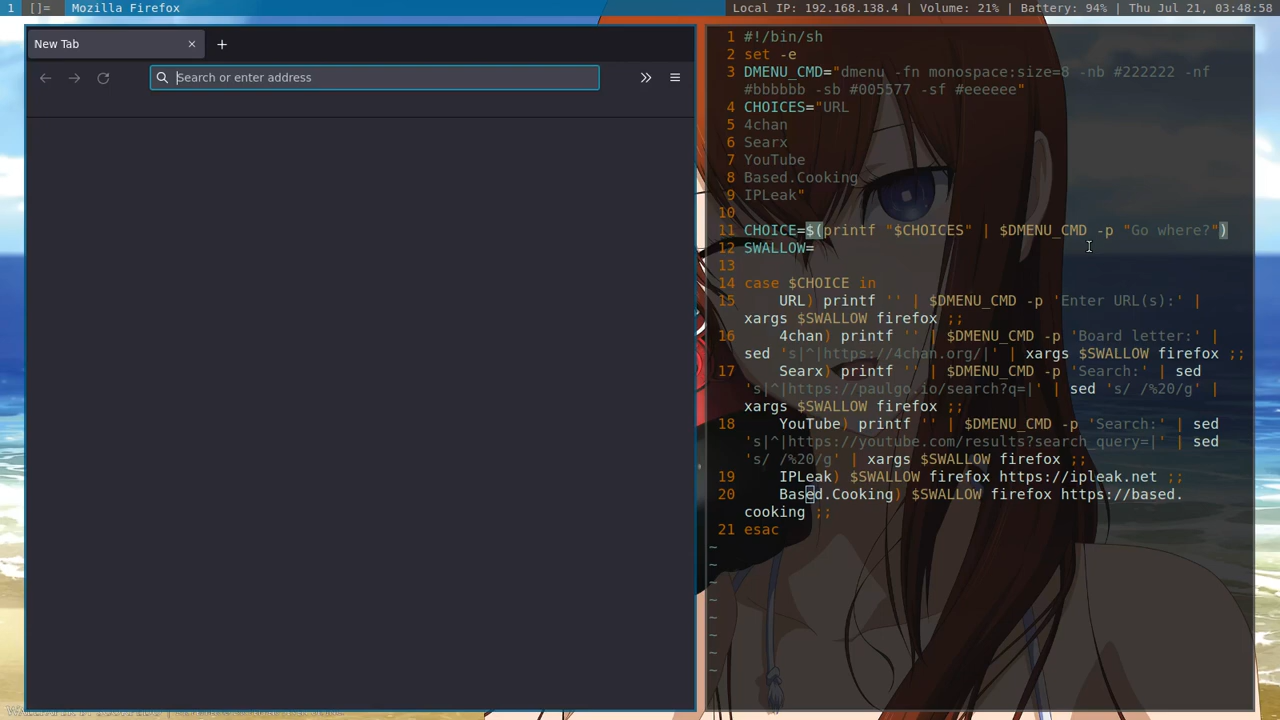 1 []= Mozilla Firefox Local IP: 192.168.138.4 | Volume: 21% | Battery: 94% | Thu Jul 21, 03:48:58
New Tab
Search or enter address
1 #!/bin/sh
2 set -e
3 DMENU_CMD="dmenu -fn monospace:size=8 -nb #222222 -nf
#bbbbbb -sb #005577 -sf #eeeeee"
4 CHOICES="URL
5 4chan
6 Searx
7 YouTube
8 Based.Cooking
9 IPLeak"
10
11 CHOICE=$(printf "$CHOICES" | $DMENU_CMD -p "Go where?")
12 SWALLOW=
13
14 case $CHOICE in
15 URL) printf '' | $DMENU_CMD -p 'Enter URL(s):' |
xargs $SWALLOW firefox ;;
16 4chan) printf '' | $DMENU_CMD -p 'Board letter:' |
sed 's|^|https://4chan.org/|' | xargs $SWALLOW firefox ;;
17 Searx) printf '' | $DMENU_CMD -p 'Search:' | sed
's|^|https://paulgo.io/search?q=|' | sed 's/ /%20/g' |
xargs $SWALLOW firefox ;;
18 YouTube) printf '' | $DMENU_CMD -p 'Search:' | sed
's|^|https://youtube.com/results?search_query=|' | sed
's/ /%20/g' | xargs $SWALLOW firefox ;;
19 IPLeak) $SWALLOW firefox https://ipleak.net ;;
20 Based.Cooking) $SWALLOW firefox https://based.
cooking ;;
21 esac
~
~
~
~
~
~
~
~